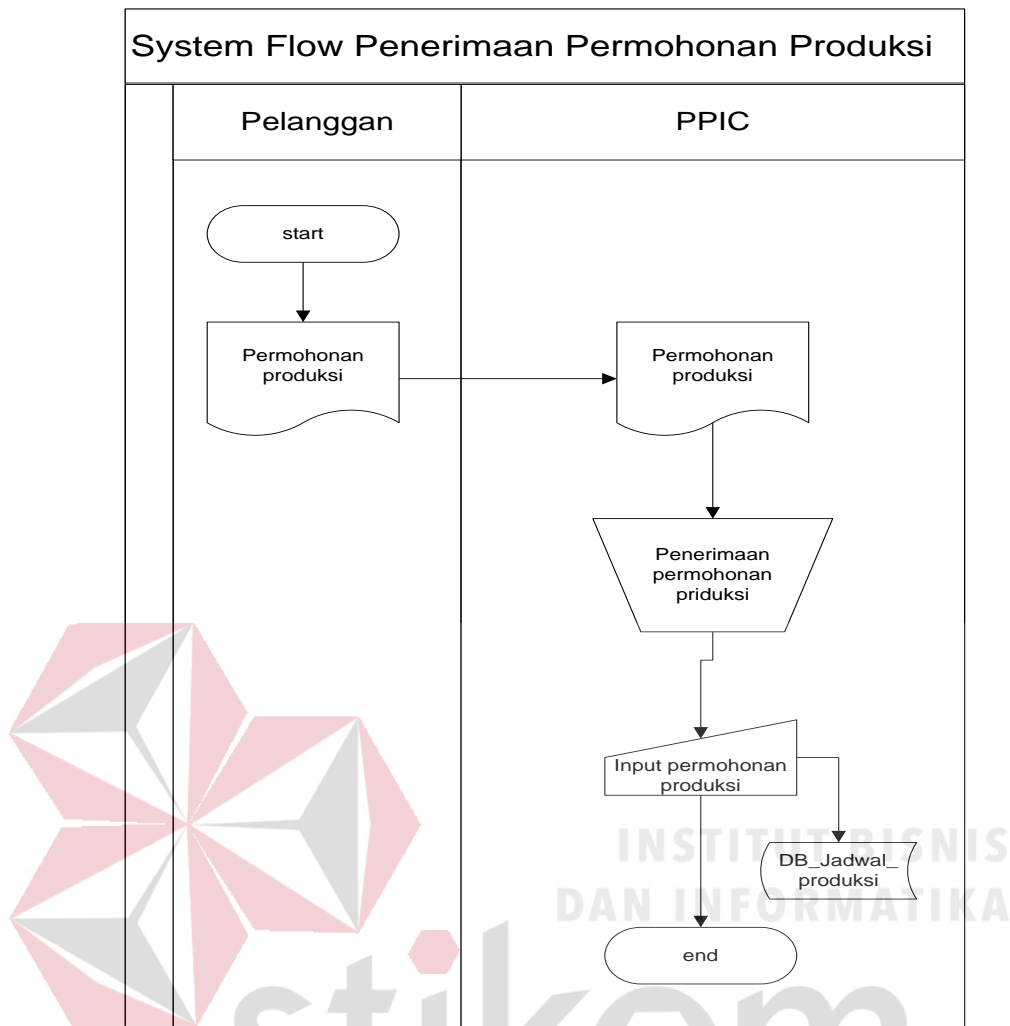 System Flow Penerimaan Permohonan Produksi
Pelanggan
PPIC
start
Permohonan
produksi
Permohonan
produksi
Penerimaan
permohonan
priduksi
Input permohonan
produksi
DB_Jadwal_
produksi
end
INSTITUT BISNIS
DAN INFORMATIKA
stikom